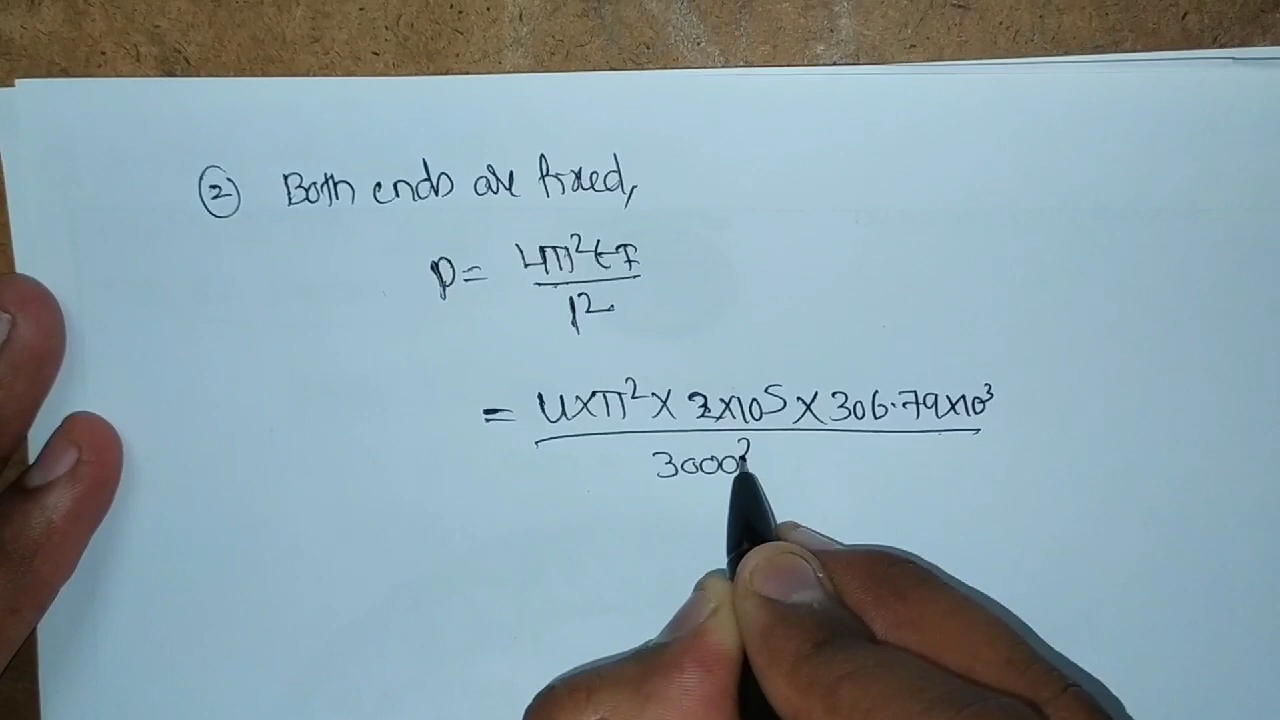 ② Both ends are fixed,
P = 4π²EI
l²
= 4×π² × 2×10⁵ × 306.79×10³
3000²